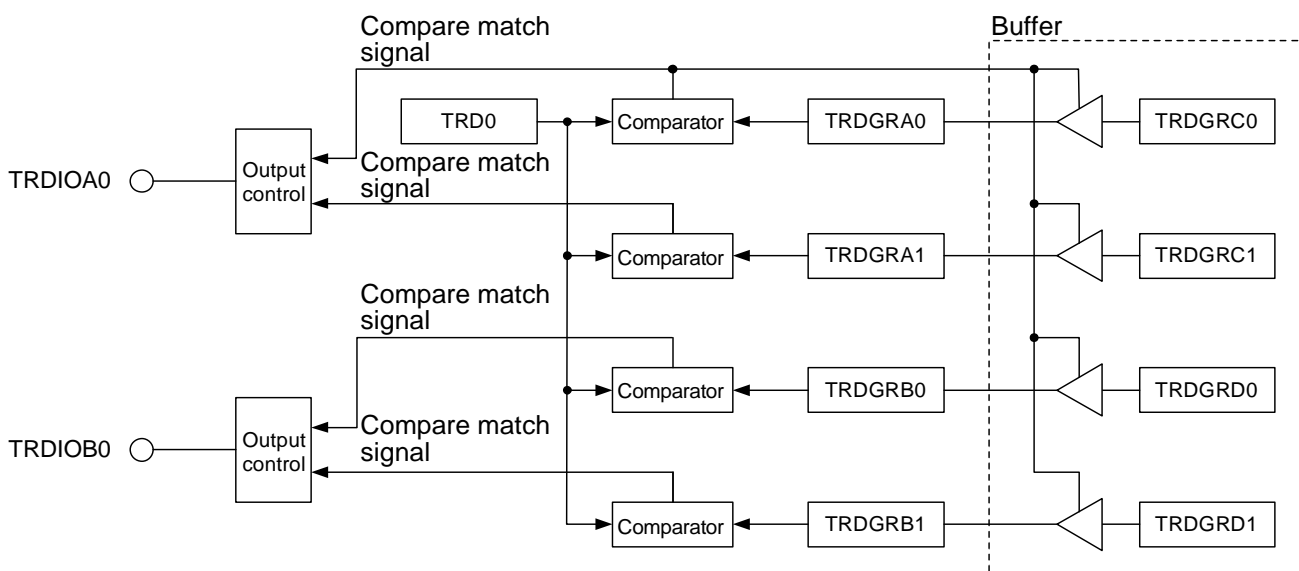 Compare match
signal
Buffer
TRD0
Comparator
TRDGRA0
TRDGRC0
TRDIOA0
Output
control
Compare match
signal
Comparator
TRDGRA1
TRDGRC1
Compare match
signal
Comparator
TRDGRB0
TRDGRD0
TRDIOB0
Output
control
Compare match
signal
Comparator
TRDGRB1
TRDGRD1